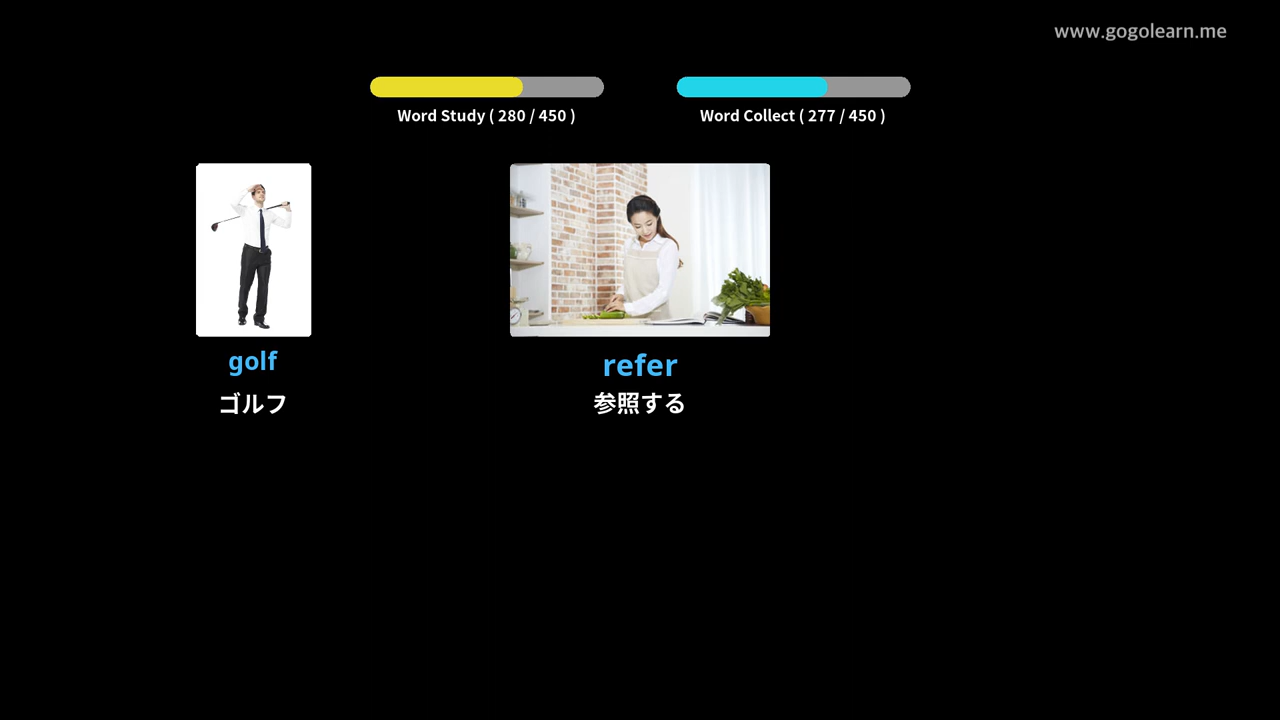 www.gogolearn.me
Word Study ( 280 / 450 )
Word Collect ( 277 / 450 )
golf
ゴルフ
refer
参照する